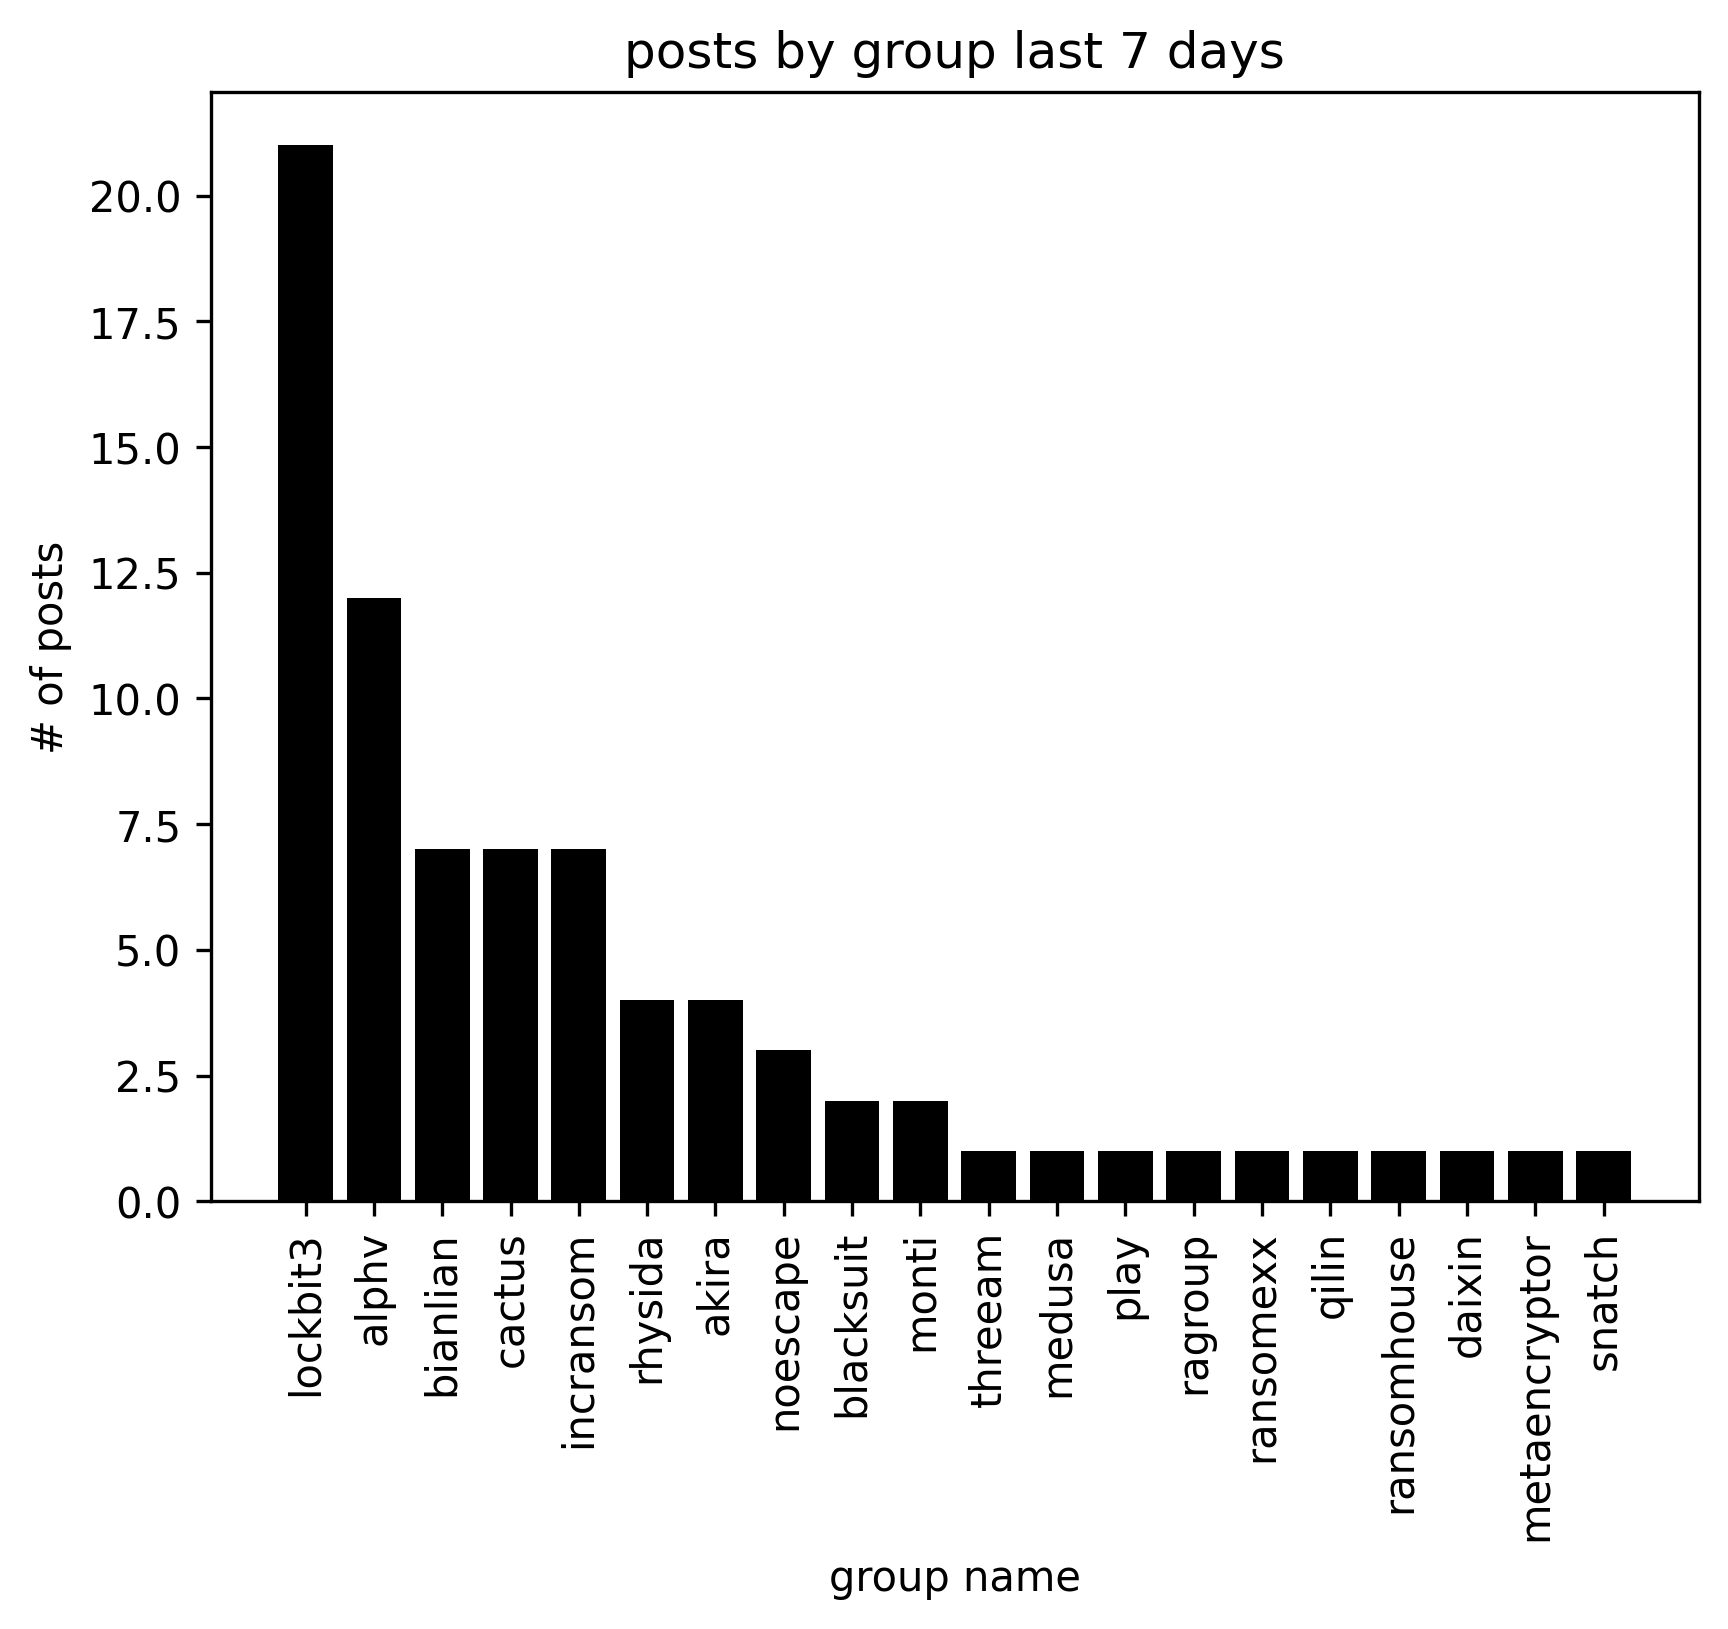 posts by group last 7 days
# of posts
20.0
17.5
15.0
12.5
10.0
7.5
5.0
2.5
0.0
lockbit3
alphv
bianlian
cactus
incransom
rhysida
akira
noescape
blacksuit
monti
threeam
medusa
play
ragroup
ransomexx
qilin
ransomhouse
daixin
metaencryptor
snatch
group name